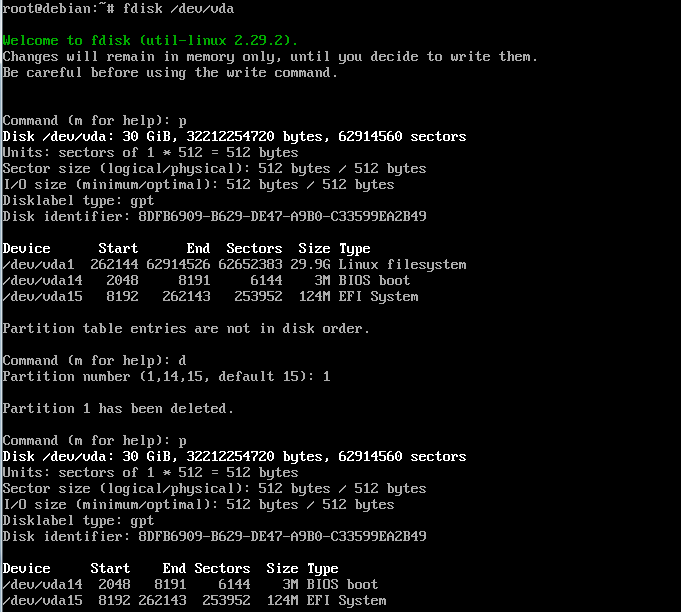 root@debian:~# fdisk /dev/vda
Welcome to fdisk (util-linux 2.29.2).
Changes will remain in memory only, until you decide to write them.
Be careful before using the write command.
Command (m for help): p
Disk /dev/vda: 30 GiB, 32212254720 bytes, 62914560 sectors
Units: sectors of 1 * 512 = 512 bytes
Sector size (logical/physical): 512 bytes / 512 bytes
I/O size (minimum/optimal): 512 bytes / 512 bytes
Disklabel type: gpt
Disk identifier: 8DFB6909-B629-DE47-A9B0-C33599EA2B49
Device Start End Sectors Size Type
/dev/vda1 262144 62914526 62652383 29.9G Linux filesystem
/dev/vda14 2048 8191 6144 3M BIOS boot
/dev/vda15 8192 262143 253952 124M EFI System
Partition table entries are not in disk order.
Command (m for help): d
Partition number (1,14,15, default 15): 1
Partition 1 has been deleted.
Command (m for help): p
Disk /dev/vda: 30 GiB, 32212254720 bytes, 62914560 sectors
Units: sectors of 1 * 512 = 512 bytes
Sector size (logical/physical): 512 bytes / 512 bytes
I/O size (minimum/optimal): 512 bytes / 512 bytes
Disklabel type: gpt
Disk identifier: 8DFB6909-B629-DE47-A9B0-C33599EA2B49
Device Start End Sectors Size Type
/dev/vda14 2048 8191 6144 3M BIOS boot
/dev/vda15 8192 262143 253952 124M EFI System